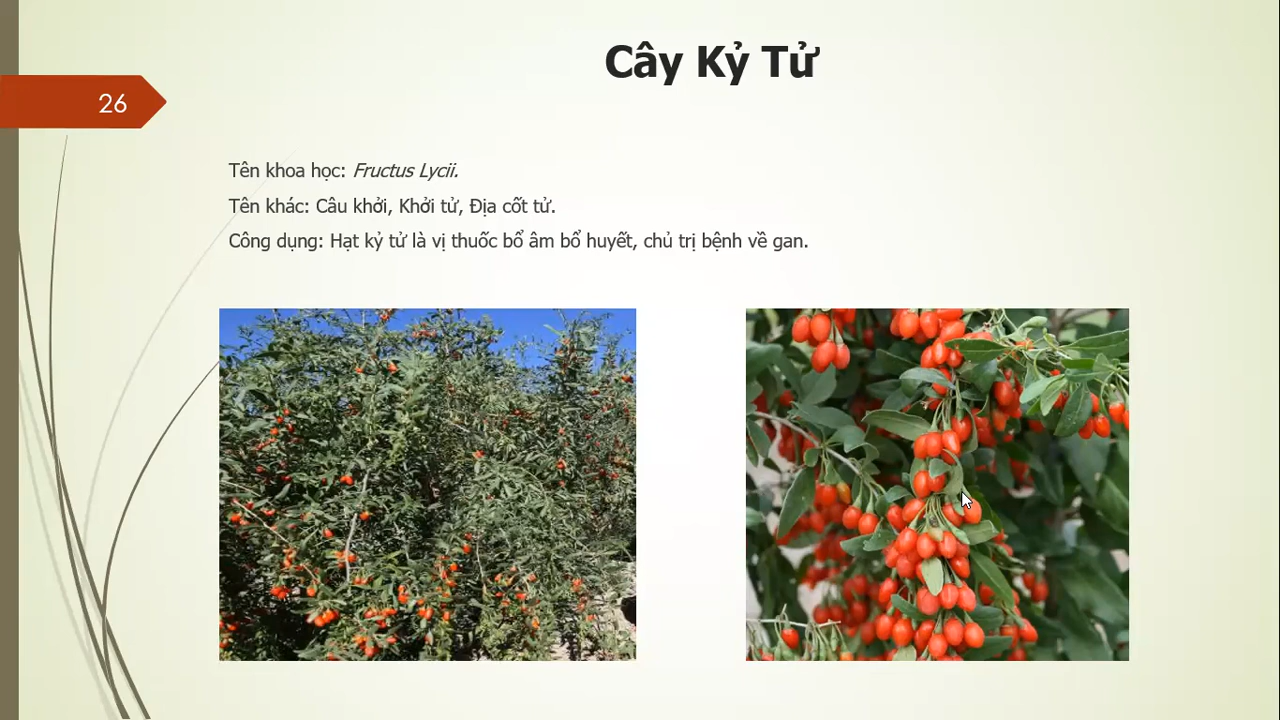 Cây Kỷ Tử
26
Tên khoa học: Fructus Lycii.
Tên khác: Câu khởi, Khởi tử, Địa cốt tử.
Công dụng: Hạt kỷ tử là vị thuốc bổ âm bổ huyết, chủ trị bệnh về gan.